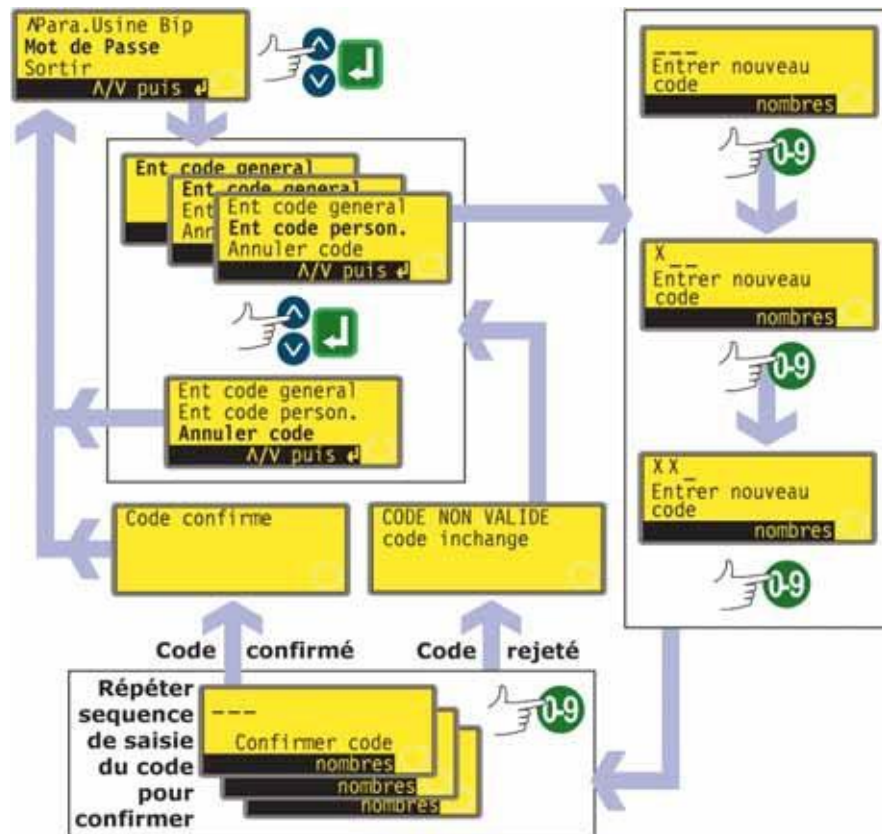 Λ Para.Usine Bip
Mot de Passe
Sortir
Λ/V puis ↲
Ent code general
Ent code general
Ent
Ann
Ent code general
Ent code person.
Annuler code
Λ/V puis ↲
Ent code general
Ent code person.
Annuler code
Λ/V puis ↲
_ _ _
Entrer nouveau
code
nombres
0-9
X _ _
Entrer nouveau
code
nombres
0-9
X X _
Entrer nouveau
code
nombres
0-9
Code confirme
CODE NON VALIDE
code inchange
Code confirmé
Code rejeté
Répéter
sequence
de saisie
du code
pour
confirmer
_ _ _
Confirmer code
nombres
nombres
nombres
0-9